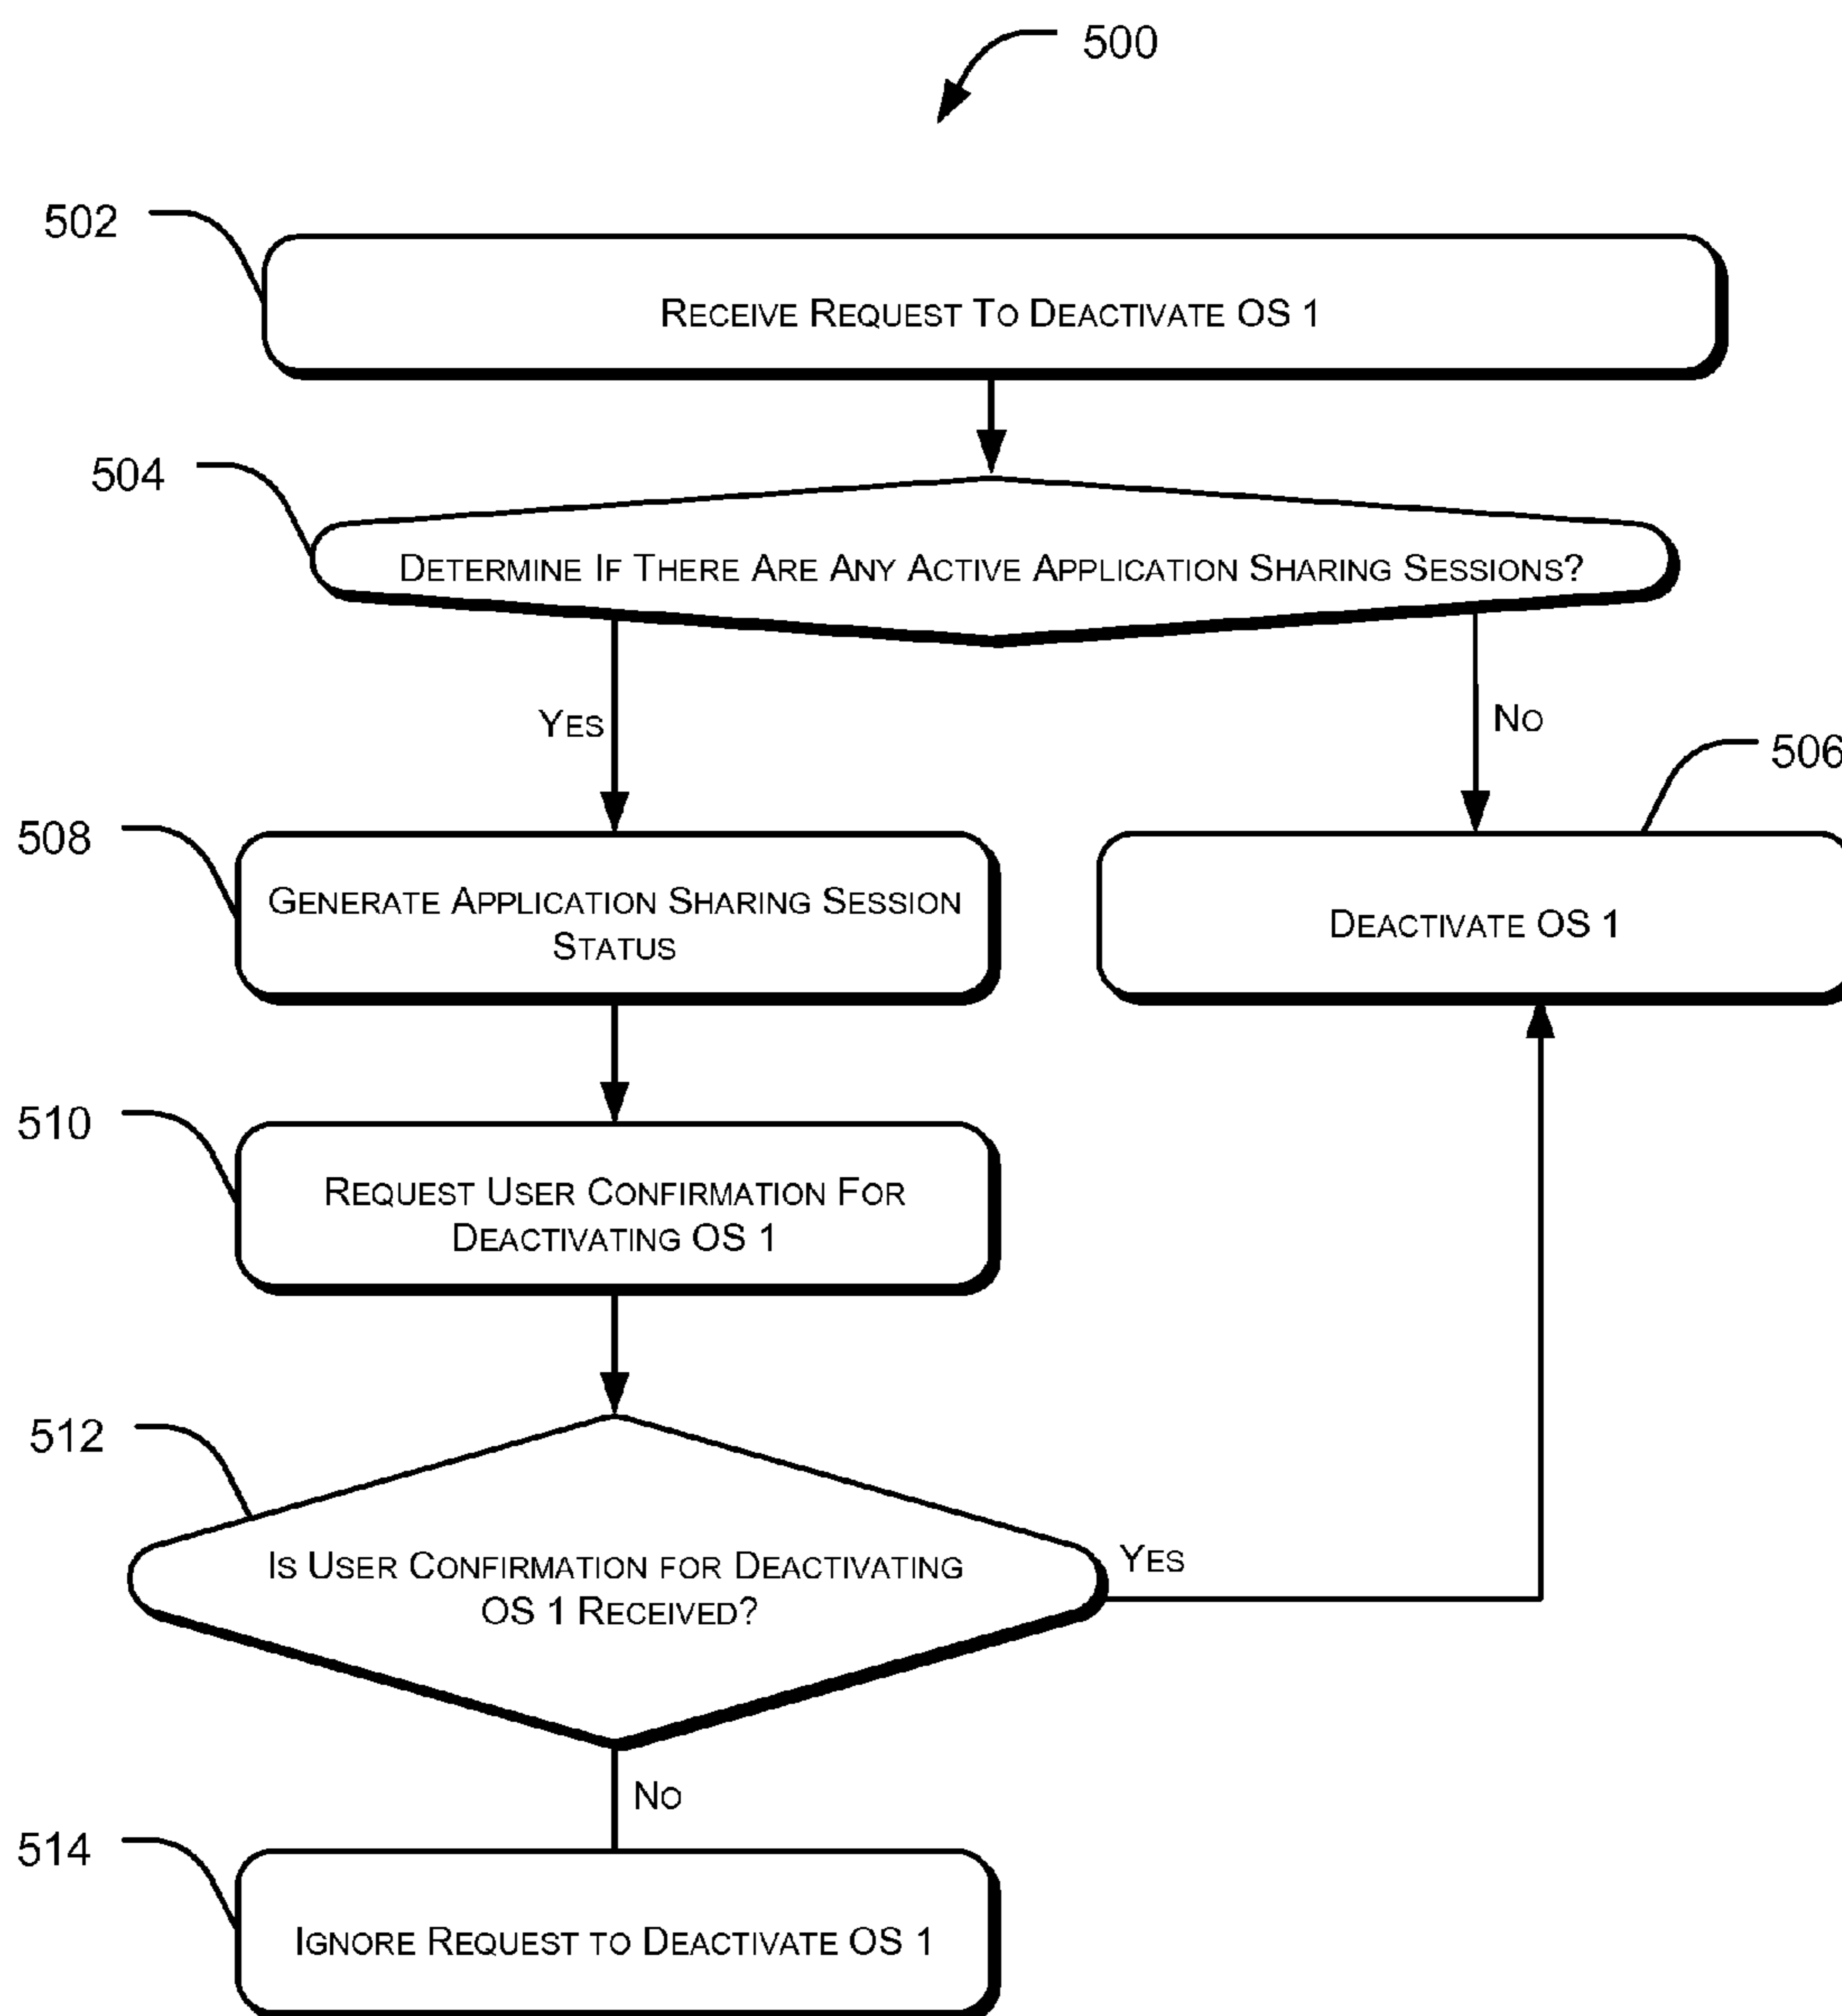 500
502
Receive Request To Deactivate OS 1
504
Determine If There Are Any Active Application Sharing Sessions?
Yes
No
506
508
Generate Application Sharing Session
Status
Deactivate OS 1
510
Request User Confirmation For
Deactivating OS 1
512
Is User Confirmation for Deactivating
OS 1 Received?
Yes
No
514
Ignore Request to Deactivate OS 1